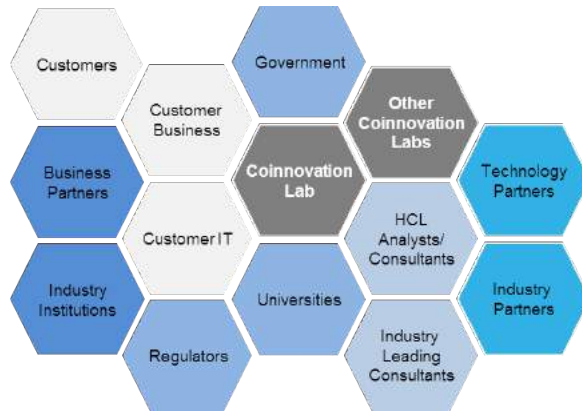 Customers
Customer
Business
Government
Other
Coinnovation
Labs
Business
Partners
Coinnovation
Lab
Technology
Partners
Customer IT
HCL
Analysts/
Consultants
Industry
Institutions
Universities
Industry
Partners
Regulators
Industry
Leading
Consultants